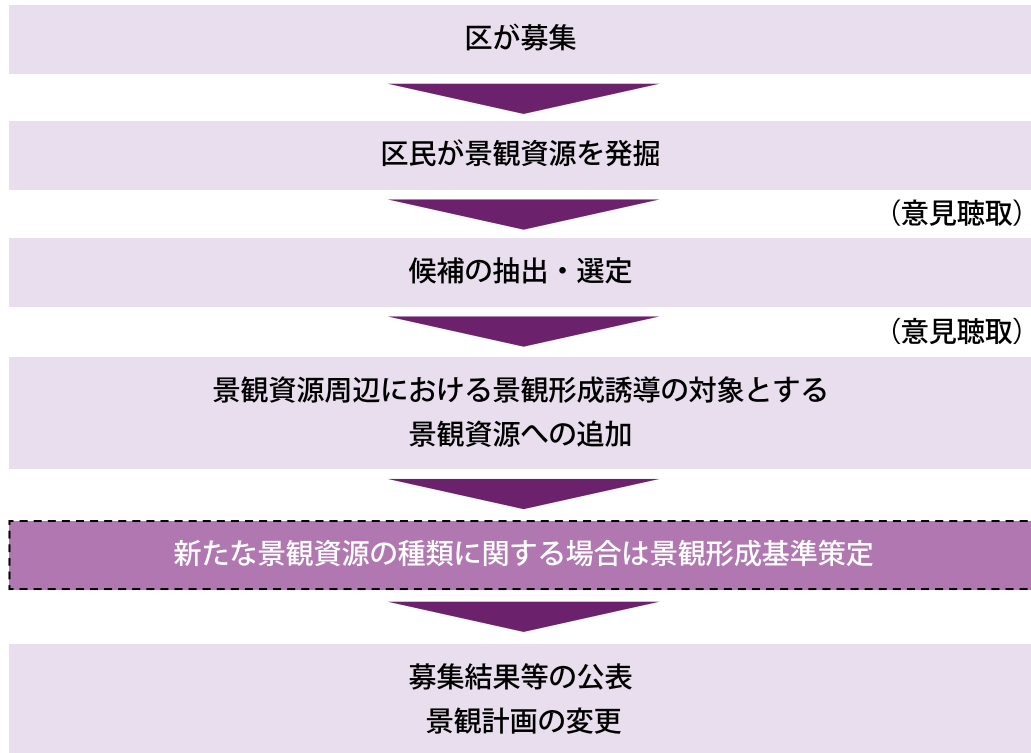 区が募集
区民が景観資源を発掘
（意見聴取）
候補の抽出・選定
（意見聴取）
景観資源周辺における景観形成誘導の対象とする
景観資源への追加
新たな景観資源の種類に関する場合は景観形成基準策定
募集結果等の公表
景観計画の変更